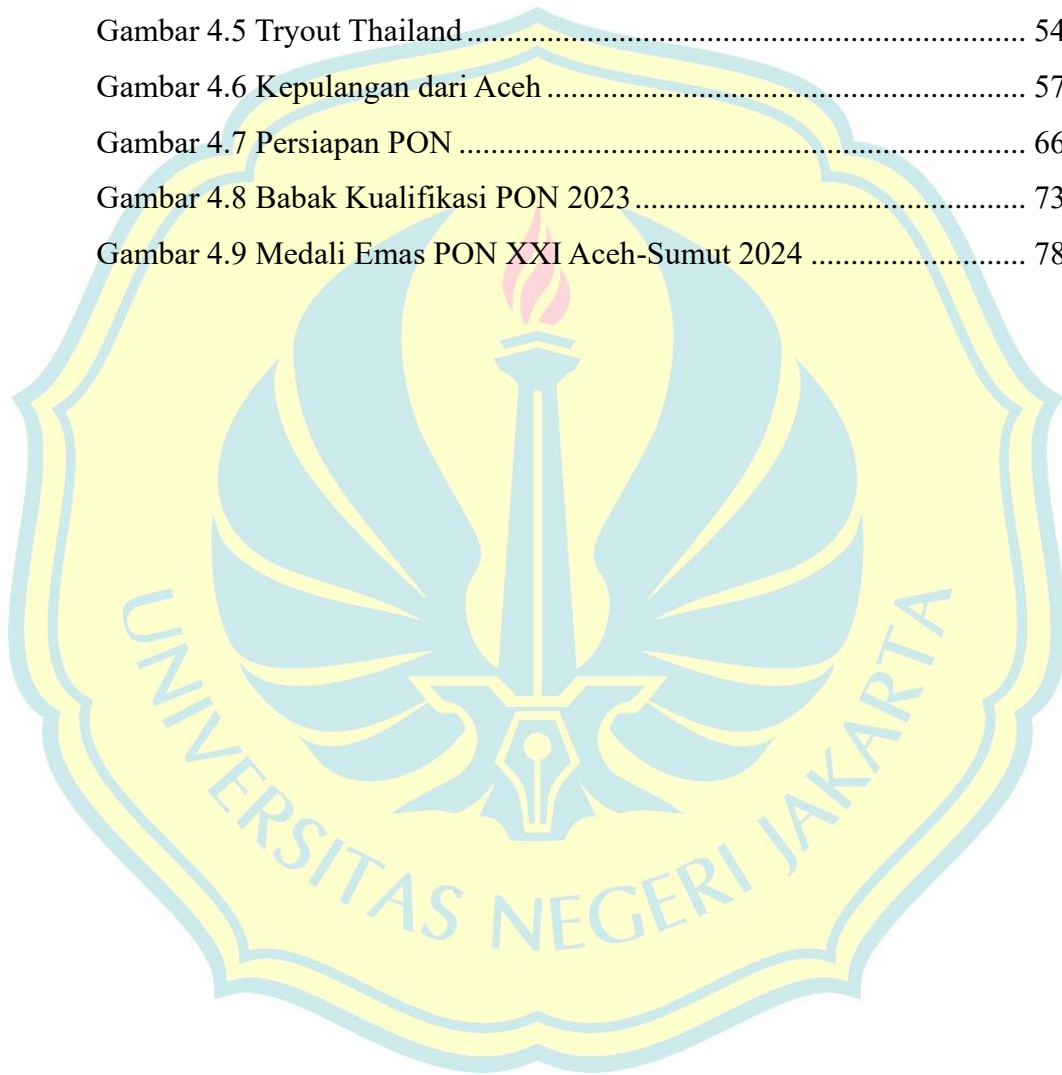 Gambar 4.5 Tryout Thailand ................................................................................ 54
Gambar 4.6 Kepulangan dari Aceh .................................................................... 57
Gambar 4.7 Persiapan PON ................................................................................. 66
Gambar 4.8 Babak Kualifikasi PON 2023 ........................................................ 73
Gambar 4.9 Medali Emas PON XXI Aceh-Sumut 2024 ............................... 78
UNIVERSITAS NEGERI JAKARTA